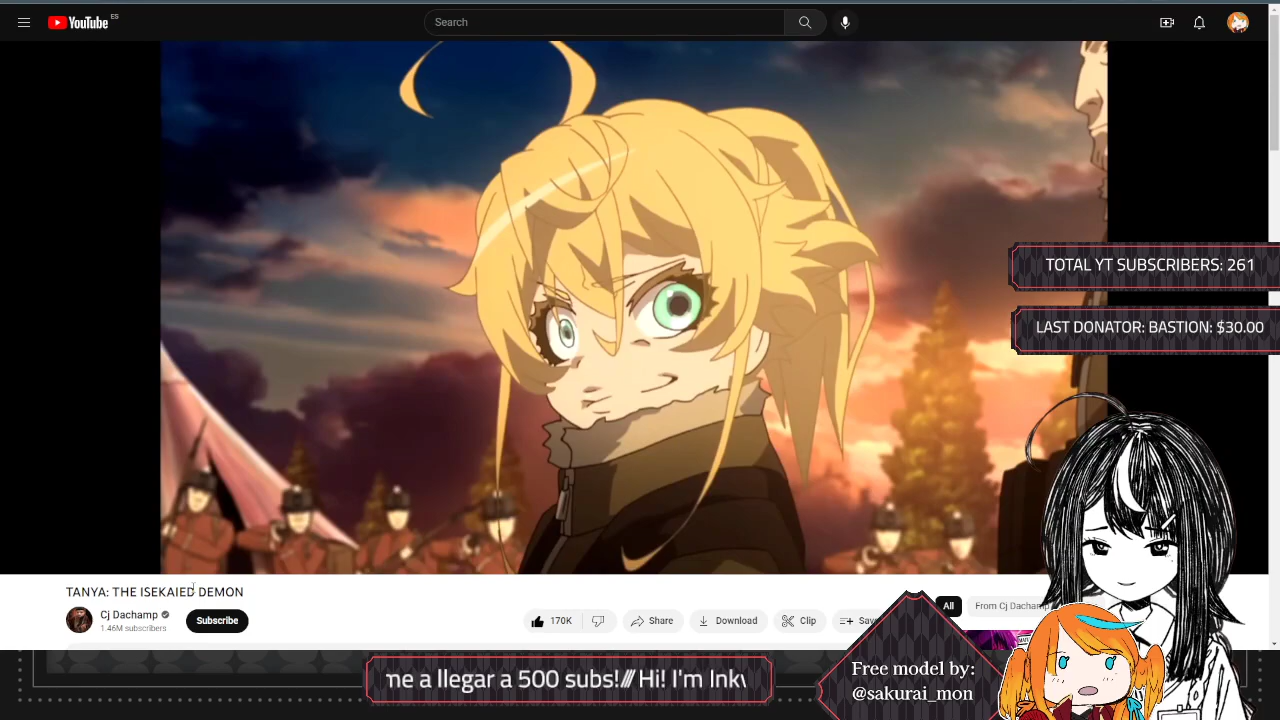 YouTube ES
Search
TOTAL YT SUBSCRIBERS: 261
LAST DONATOR: BASTION: $30.00
TANYA: THE ISEKAIED DEMON
Cj Dachamp
1.46M subscribers
Subscribe
170K
Share
Download
Clip
Save
All
From Cj Dachamp
me a llegar a 500 subs!/// Hi! I'm Ink
Free model by:
@sakurai_mon